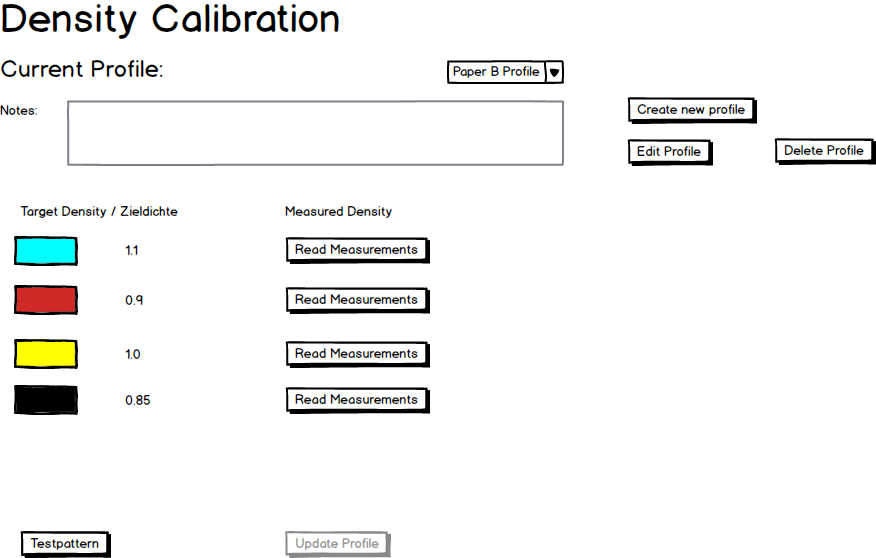 Density Calibration
Current Profile:
Paper B Profile
Notes:
Create new profile
Edit Profile
Delete Profile
Target Density / Zieldichte
Measured Density
1.1
Read Measurements
0.9
Read Measurements
1.0
Read Measurements
0.85
Read Measurements
Testpattern
Update Profile